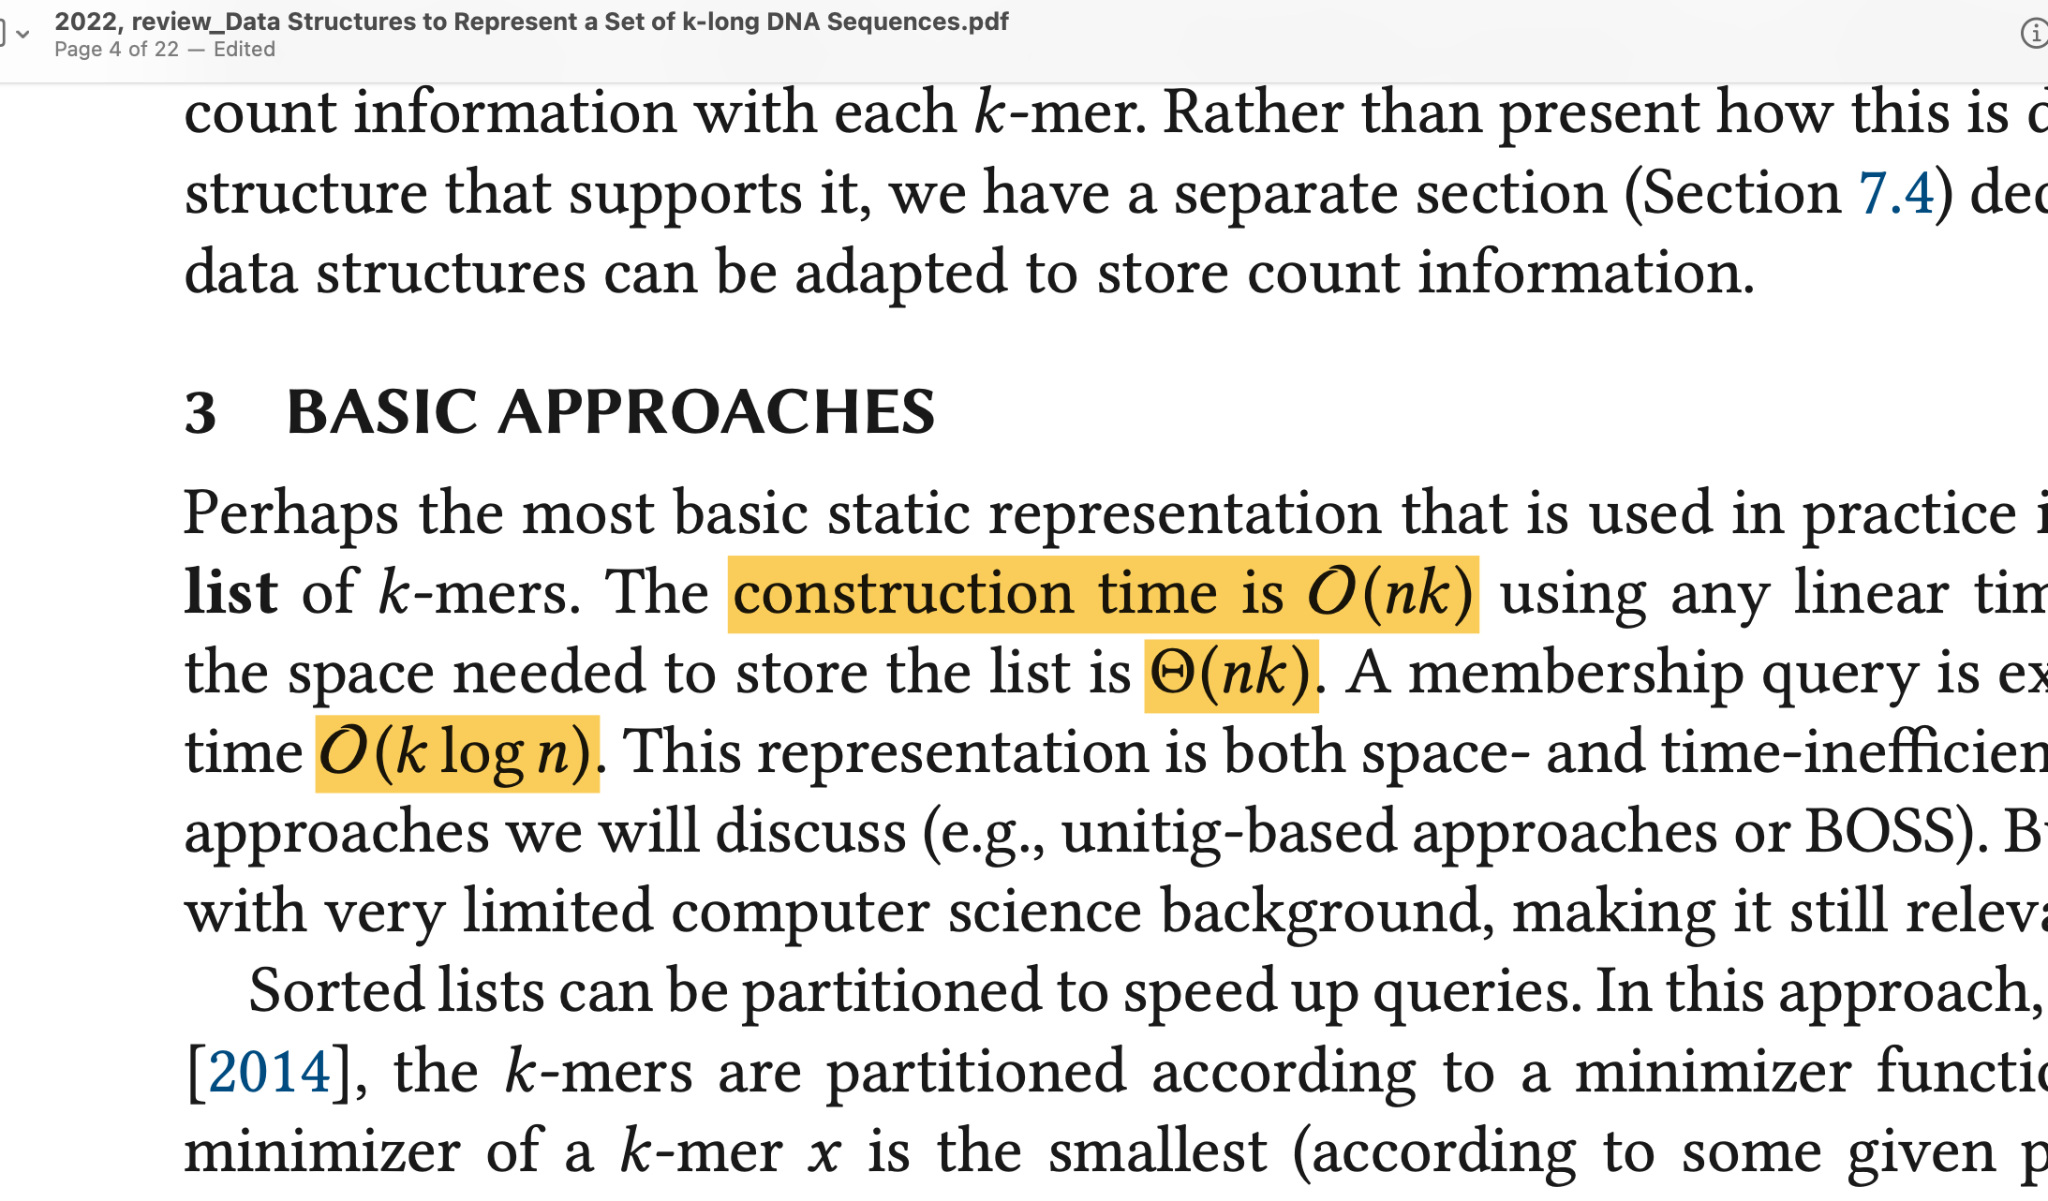 2022, review_Data Structures to Represent a Set of k-long DNA Sequences.pdf
Page 4 of 22 — Edited
count information with each k-mer. Rather than present how this is
structure that supports it, we have a separate section (Section 7.4)
data structures can be adapted to store count information.
3 BASIC APPROACHES
Perhaps the most basic static representation that is used in practice
list of k-mers. The construction time is O(nk) using any linear
the space needed to store the list is Θ(nk). A membership query is
time O(k log n). This representation is both space- and time-inefficien
approaches we will discuss (e.g., unitig-based approaches or BOSS).
with very limited computer science background, making it still
Sorted lists can be partitioned to speed up queries. In this approach,
[2014], the k-mers are partitioned according to a minimizer
minimizer of a k-mer x is the smallest (according to some given